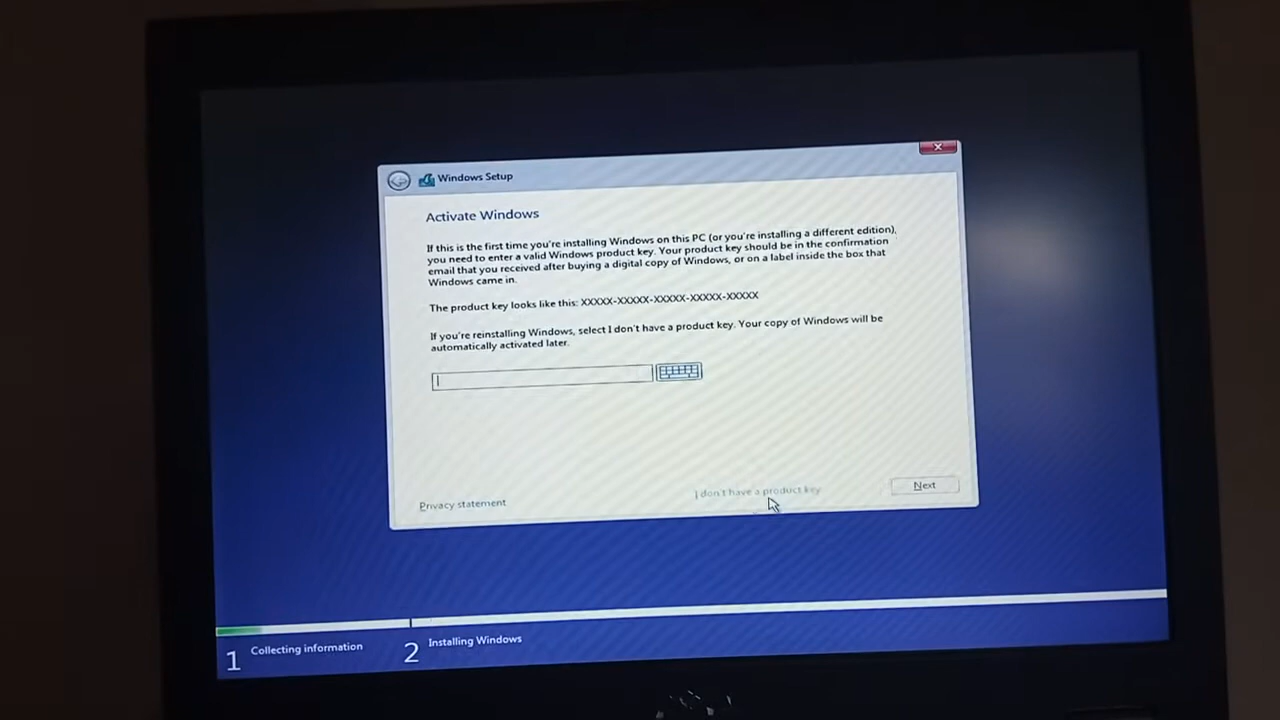 Windows Setup
Activate Windows
If this is the first time you're installing Windows on this PC (or you're installing a different edition),
you need to enter a valid Windows product key. Your product key should be in the confirmation
email that you received after buying a digital copy of Windows, or on a label inside the box that
Windows came in.
The product key looks like this: XXXXX-XXXXX-XXXXX-XXXXX-XXXXX
If you're reinstalling Windows, select I don't have a product key. Your copy of Windows will be
automatically activated later.
Privacy statement
I don't have a product key
Next
1 Collecting information
2 Installing Windows